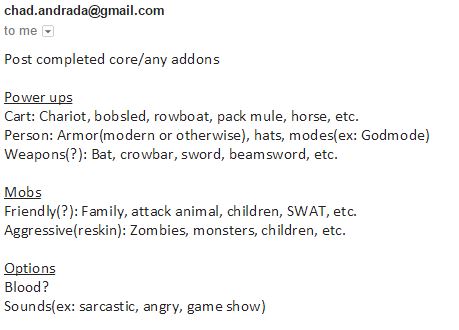 chad.andrada@gmail.com
to me
Post completed core/any addons
Power ups
Cart: Chariot, bobsled, rowboat, pack mule, horse, etc.
Person: Armor(modern or otherwise), hats, modes(ex: Godmode)
Weapons(?): Bat, crowbar, sword, beamsword, etc.
Mobs
Friendly(?): Family, attack animal, children, SWAT, etc.
Aggressive(reskin): Zombies, monsters, children, etc.
Options
Blood?
Sounds(ex: sarcastic, angry, game show)